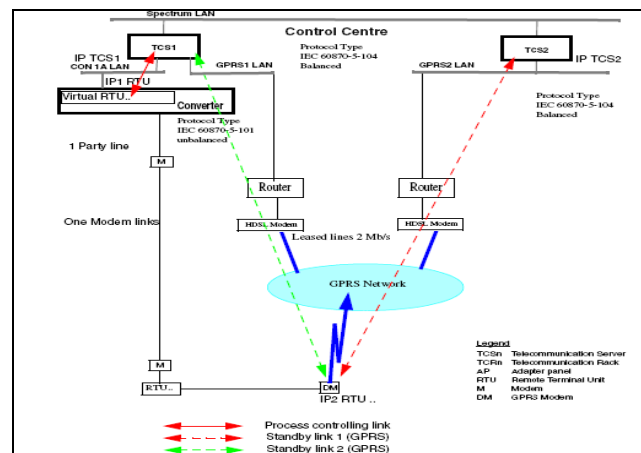 Spectrum LAN
Control Centre
TCS1
TCS2
IP TCS1
IP TCS2
Protocol Type
IEC 60870-5-104
Balanced
CON 1A LAN
GPRS1 LAN
GPRS2 LAN
IP1 RTU
Virtual RTU..
Converter
Protocol Type
IEC 60870-5-101
unbalanced
Protocol Type
IEC 60870-5-104
Balanced
1 Party line
M
Router
Router
One Modem links
HDSL Modem
HDSL Modem
Leased lines 2 Mb/s
GPRS Network
M
RTU..
DM
IP2 RTU ..
Legend
TCSn Telecommunication Server
TCRn Telecommunication Rack
AP Adapter panel
RTU Remote Terminal Unit
M Modem
DM GPRS Modem
Process controlling link
Standby link 1 (GPRS)
Standby link 2 (GPRS)